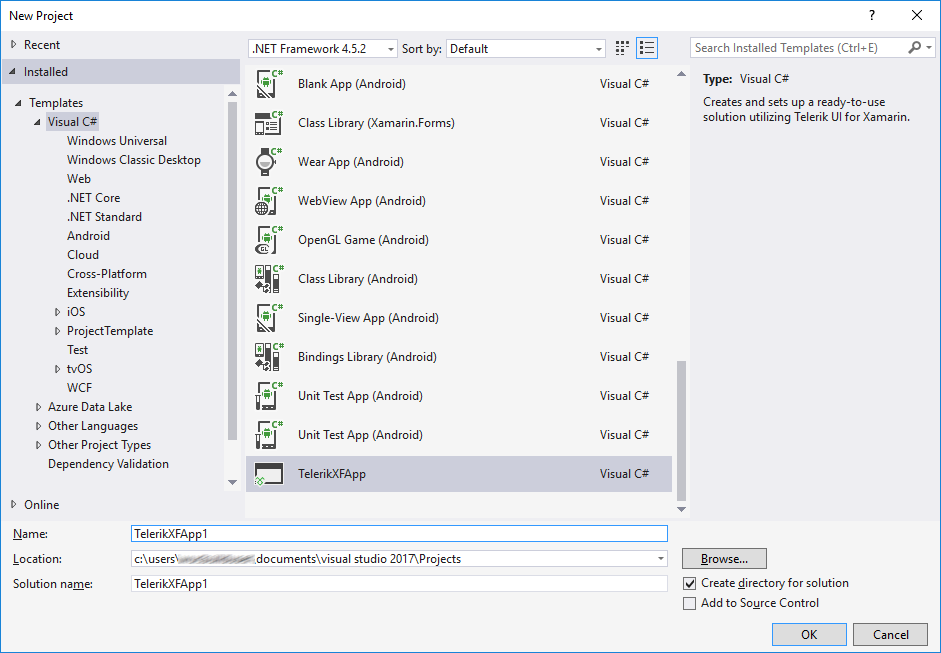 New Project
? 
Recent
Installed
Templates
Visual C#
Windows Universal
Windows Classic Desktop
Web
.NET Core
.NET Standard
Android
Cloud
Cross-Platform
Extensibility
iOS
ProjectTemplate
Test
tvOS
WCF
Azure Data Lake
Other Languages
Other Project Types
Dependency Validation
Online
.NET Framework 4.5.2 Sort by: Default
C# Blank App (Android) Visual C#
C# Class Library (Xamarin.Forms) Visual C#
C# Wear App (Android) Visual C#
C# WebView App (Android) Visual C#
C# GL OpenGL Game (Android) Visual C#
C# Class Library (Android) Visual C#
C# Single-View App (Android) Visual C#
C# Bindings Library (Android) Visual C#
C# Unit Test App (Android) Visual C#
C# Unit Test App (Android) Visual C#
TelerikXFApp Visual C#
Search Installed Templates (Ctrl+E)
Type: Visual C#
Creates and sets up a ready-to-use
solution utilizing Telerik UI for Xamarin.
Name: TelerikXFApp1
Location: c:\users\ documents\visual studio 2017\Projects
Browse...
Solution name: TelerikXFApp1
Create directory for solution
Add to Source Control
OK Cancel